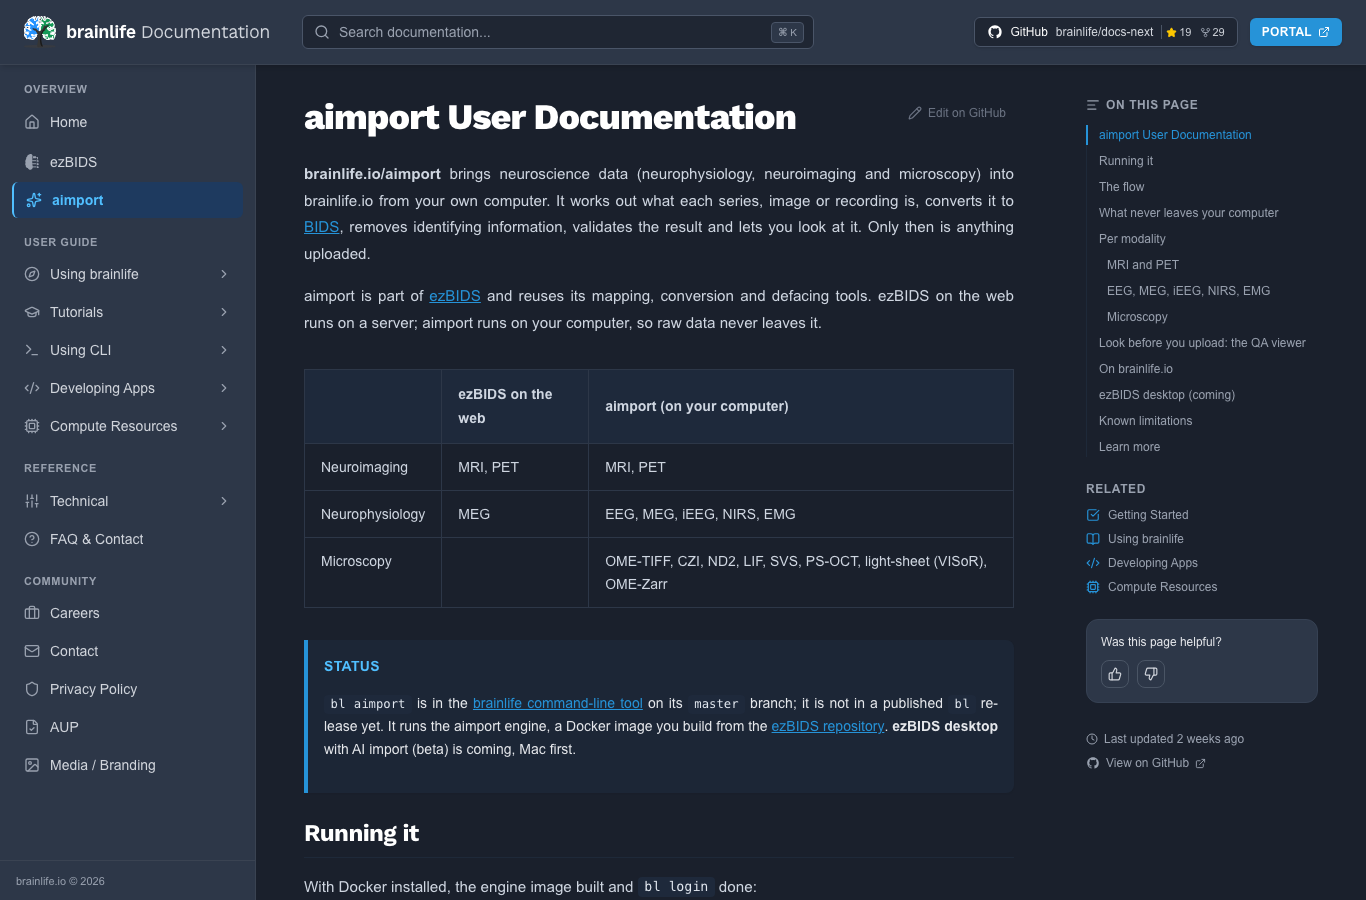 brainlife Documentation
Search documentation...
⌘ K
GitHub brainlife/docs-next 19 29
PORTAL
OVERVIEW
Home
ezBIDS
aimport
USER GUIDE
Using brainlife
Tutorials
Using CLI
Developing Apps
Compute Resources
REFERENCE
Technical
FAQ & Contact
COMMUNITY
Careers
Contact
Privacy Policy
AUP
Media / Branding
brainlife.io © 2026
aimport User Documentation
Edit on GitHub
brainlife.io/aimport brings neuroscience data (neurophysiology, neuroimaging and microscopy) into
brainlife.io from your own computer. It works out what each series, image or recording is, converts it to
BIDS, removes identifying information, validates the result and lets you look at it. Only then is anything
uploaded.
aimport is part of ezBIDS and reuses its mapping, conversion and defacing tools. ezBIDS on the web
runs on a server; aimport runs on your computer, so raw data never leaves it.
ezBIDS on the
web
aimport (on your computer)
Neuroimaging
MRI, PET
MRI, PET
Neurophysiology
MEG
EEG, MEG, iEEG, NIRS, EMG
Microscopy
OME-TIFF, CZI, ND2, LIF, SVS, PS-OCT, light-sheet (VISoR),
OME-Zarr
STATUS
bl aimport is in the brainlife command-line tool on its master branch; it is not in a published bl re-
lease yet. It runs the aimport engine, a Docker image you build from the ezBIDS repository. ezBIDS desktop
with AI import (beta) is coming, Mac first.
Running it
With Docker installed, the engine image built and bl login done:
ON THIS PAGE
aimport User Documentation
Running it
The flow
What never leaves your computer
Per modality
MRI and PET
EEG, MEG, iEEG, NIRS, EMG
Microscopy
Look before you upload: the QA viewer
On brainlife.io
ezBIDS desktop (coming)
Known limitations
Learn more
RELATED
Getting Started
Using brainlife
Developing Apps
Compute Resources
Was this page helpful?
Last updated 2 weeks ago
View on GitHub